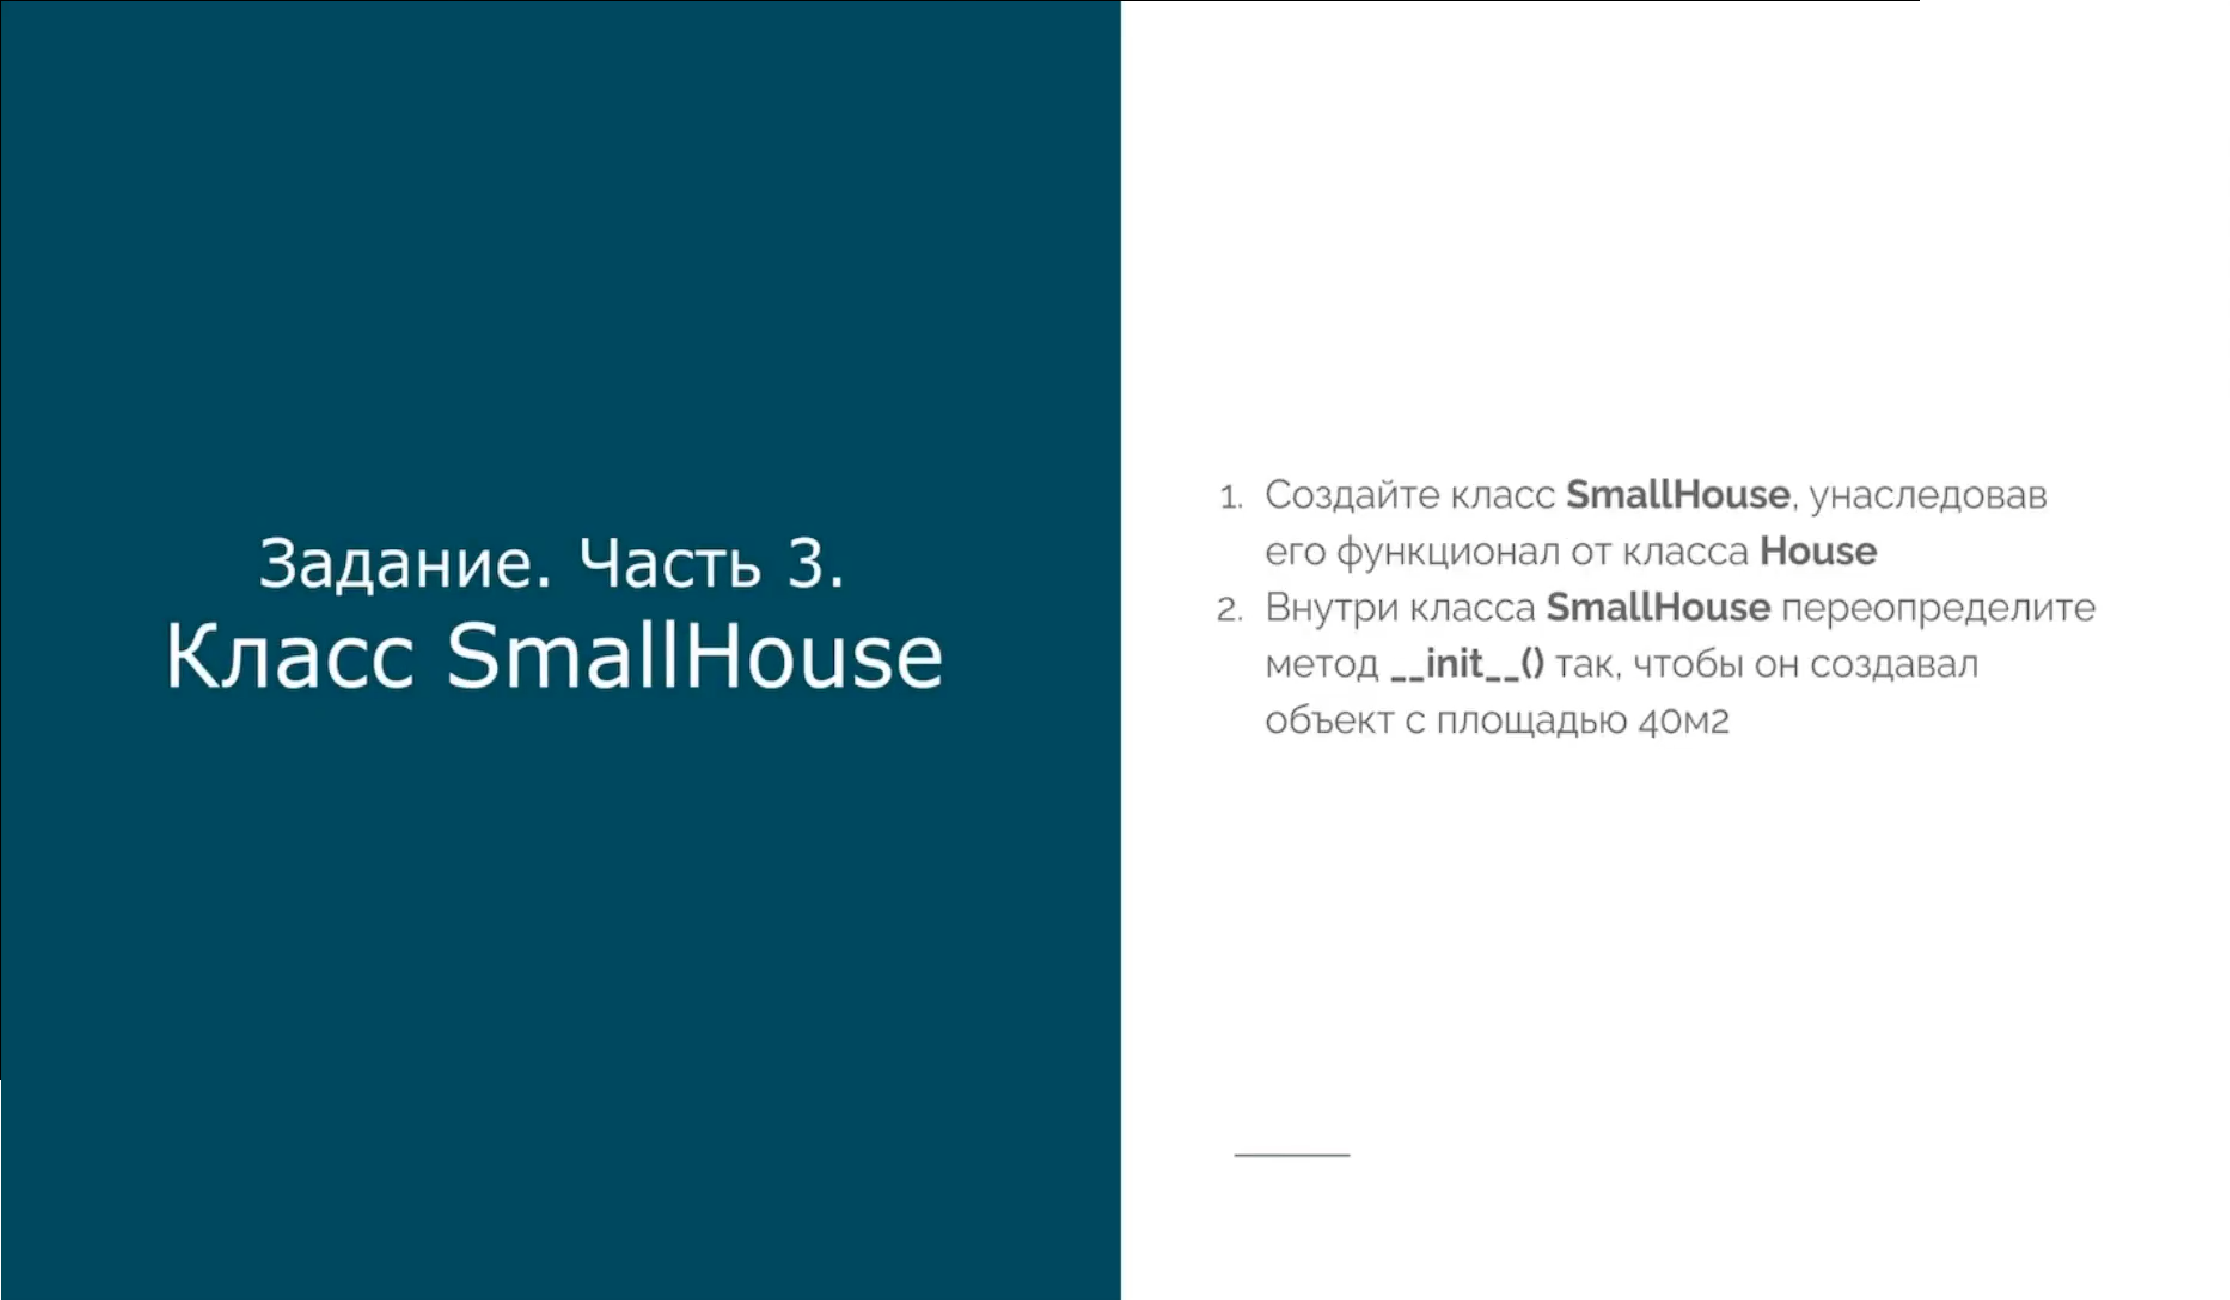 Задание. Часть 3.
Класс SmallHouse
1. Создайте класс SmallHouse, унаследовав
его функционал от класса House
2. Внутри класса SmallHouse переопределите
метод __init__() так, чтобы он создавал
объект с площадью 40м2